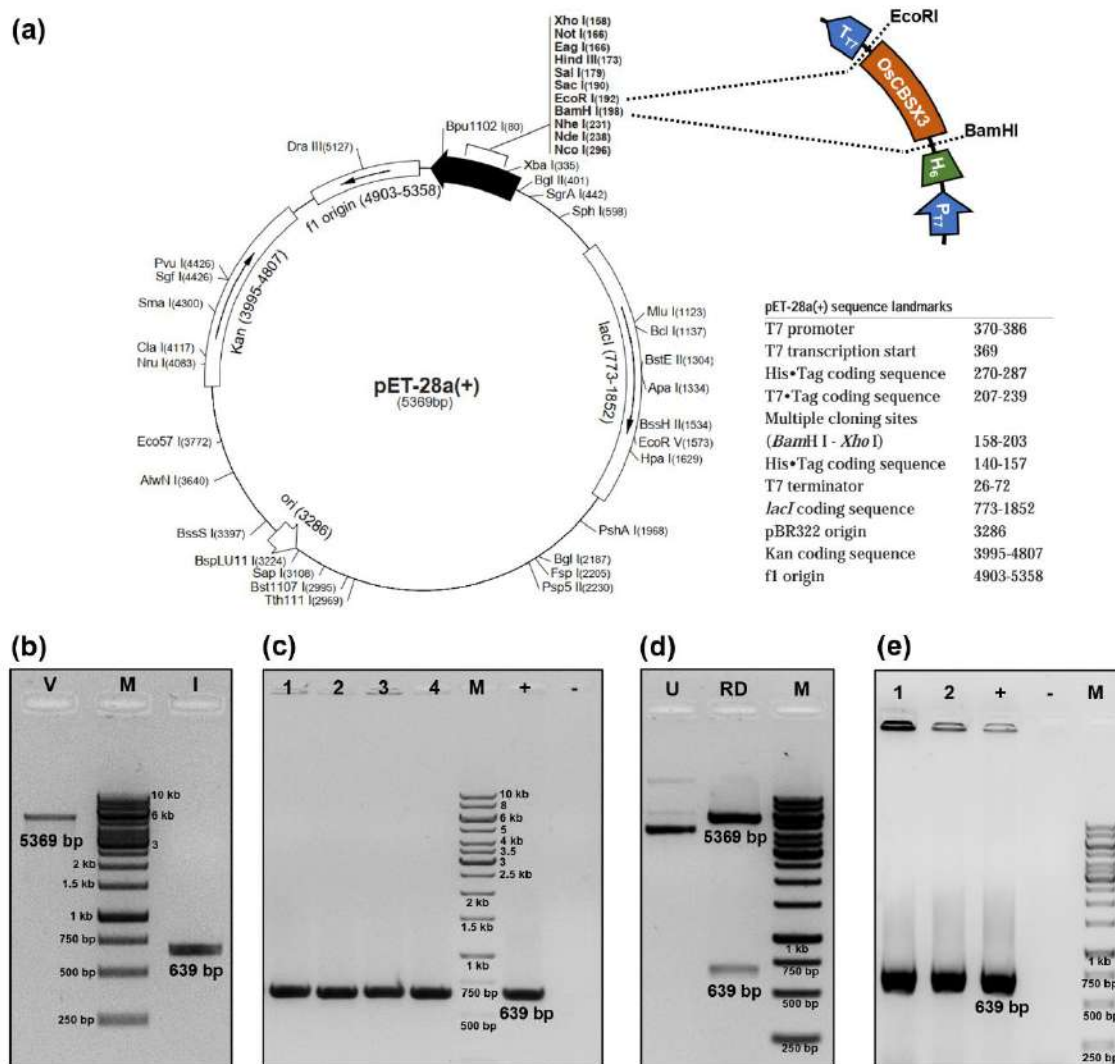 (a)
Xho I(158)
Not I(166)
Eag I(166)
Hind III(173)
Sal I(179)
Sac I(190)
EcoR I(192)
BamH I(198)
Nhe I(231)
Nde I(238)
Nco I(296)
Bpu1102 I(80)
Dra III(5127)
Xba I(335)
Bgl II(401)
SgrA I(442)
Sph I(598)
f1 origin (4903-5358)
Pvu I(4426)
Sgf I(4426)
Sma I(4300)
Kan (3995-4807)
Cla I(4117)
Nru I(4083)
Mlu I(1123)
Bcl I(1137)
BstE II(1304)
Apa I(1334)
lacI (773-1852)
BssH II(1534)
EcoR V(1573)
Hpa I(1629)
pET-28a(+)
(5369bp)
Eco57 I(3772)
AlwN I(3640)
ori (3286)
BssS I(3397)
BspLU11 I(3224)
Sap I(3108)
Bst1107 I(2995)
Tth111 I(2969)
PshA I(1968)
Bgl I(2187)
Fsp I(2205)
Psp5 II(2230)
EcoRI
TT7
OsCBSX3
BamHI
H6
PT7
pET-28a(+) sequence landmarks
T7 promoter 370-386
T7 transcription start 369
His•Tag coding sequence 270-287
T7•Tag coding sequence 207-239
Multiple cloning sites
(BamH I - Xho I) 158-203
His•Tag coding sequence 140-157
T7 terminator 26-72
lacI coding sequence 773-1852
pBR322 origin 3286
Kan coding sequence 3995-4807
f1 origin 4903-5358
(b)
V M I
10 kb
6 kb
5369 bp
3
2 kb
1.5 kb
1 kb
750 bp
639 bp
500 bp
250 bp
(c)
1 2 3 4 M + -
10 kb
8
6 kb
5
4 kb
3.5
3
2.5 kb
2 kb
1.5 kb
1 kb
750 bp
639 bp
500 bp
(d)
U RD M
5369 bp
1 kb
750 bp
639 bp
500 bp
250 bp
(e)
1 2 + - M
1 kb
750 bp
639 bp
500 bp
250 bp